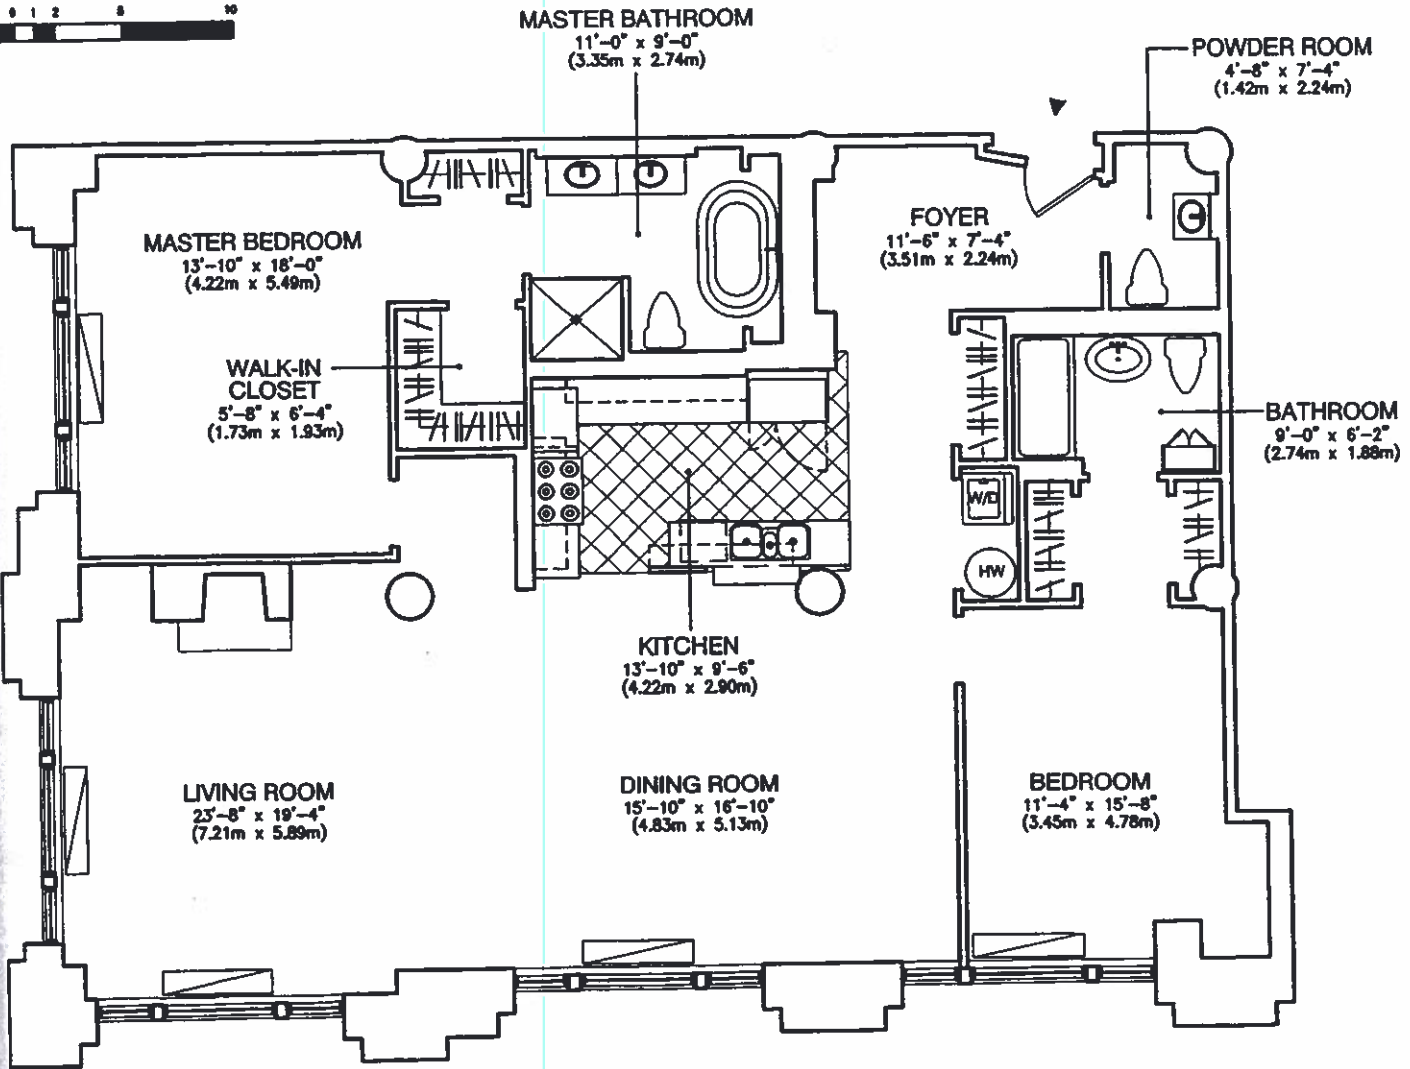 0 1 2 5 10
MASTER BATHROOM
11'-0" x 9'-0"
(3.35m x 2.74m)
POWDER ROOM
4'-8" x 7'-4"
(1.42m x 2.24m)
FOYER
11'-6" x 7'-4"
(3.51m x 2.24m)
MASTER BEDROOM
13'-10" x 18'-0"
(4.22m x 5.49m)
WALK-IN
CLOSET
5'-8" x 6'-4"
(1.73m x 1.93m)
BATHROOM
9'-0" x 6'-2"
(2.74m x 1.88m)
W/D
HW
KITCHEN
13'-10" x 9'-6"
(4.22m x 2.90m)
LIVING ROOM
23'-8" x 19'-4"
(7.21m x 5.89m)
DINING ROOM
15'-10" x 16'-10"
(4.83m x 5.13m)
BEDROOM
11'-4" x 15'-8"
(3.45m x 4.78m)